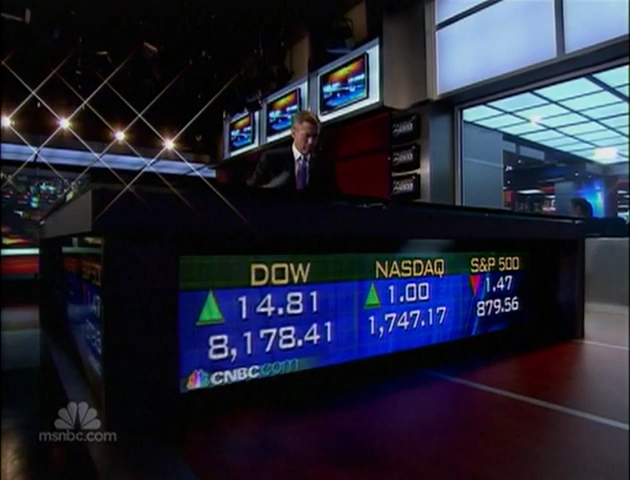 DOW
14.81
8,178.41
NASDAQ
1.00
1,747.17
S&P 500
1.47
879.56
CNBC.com
msnbc.com